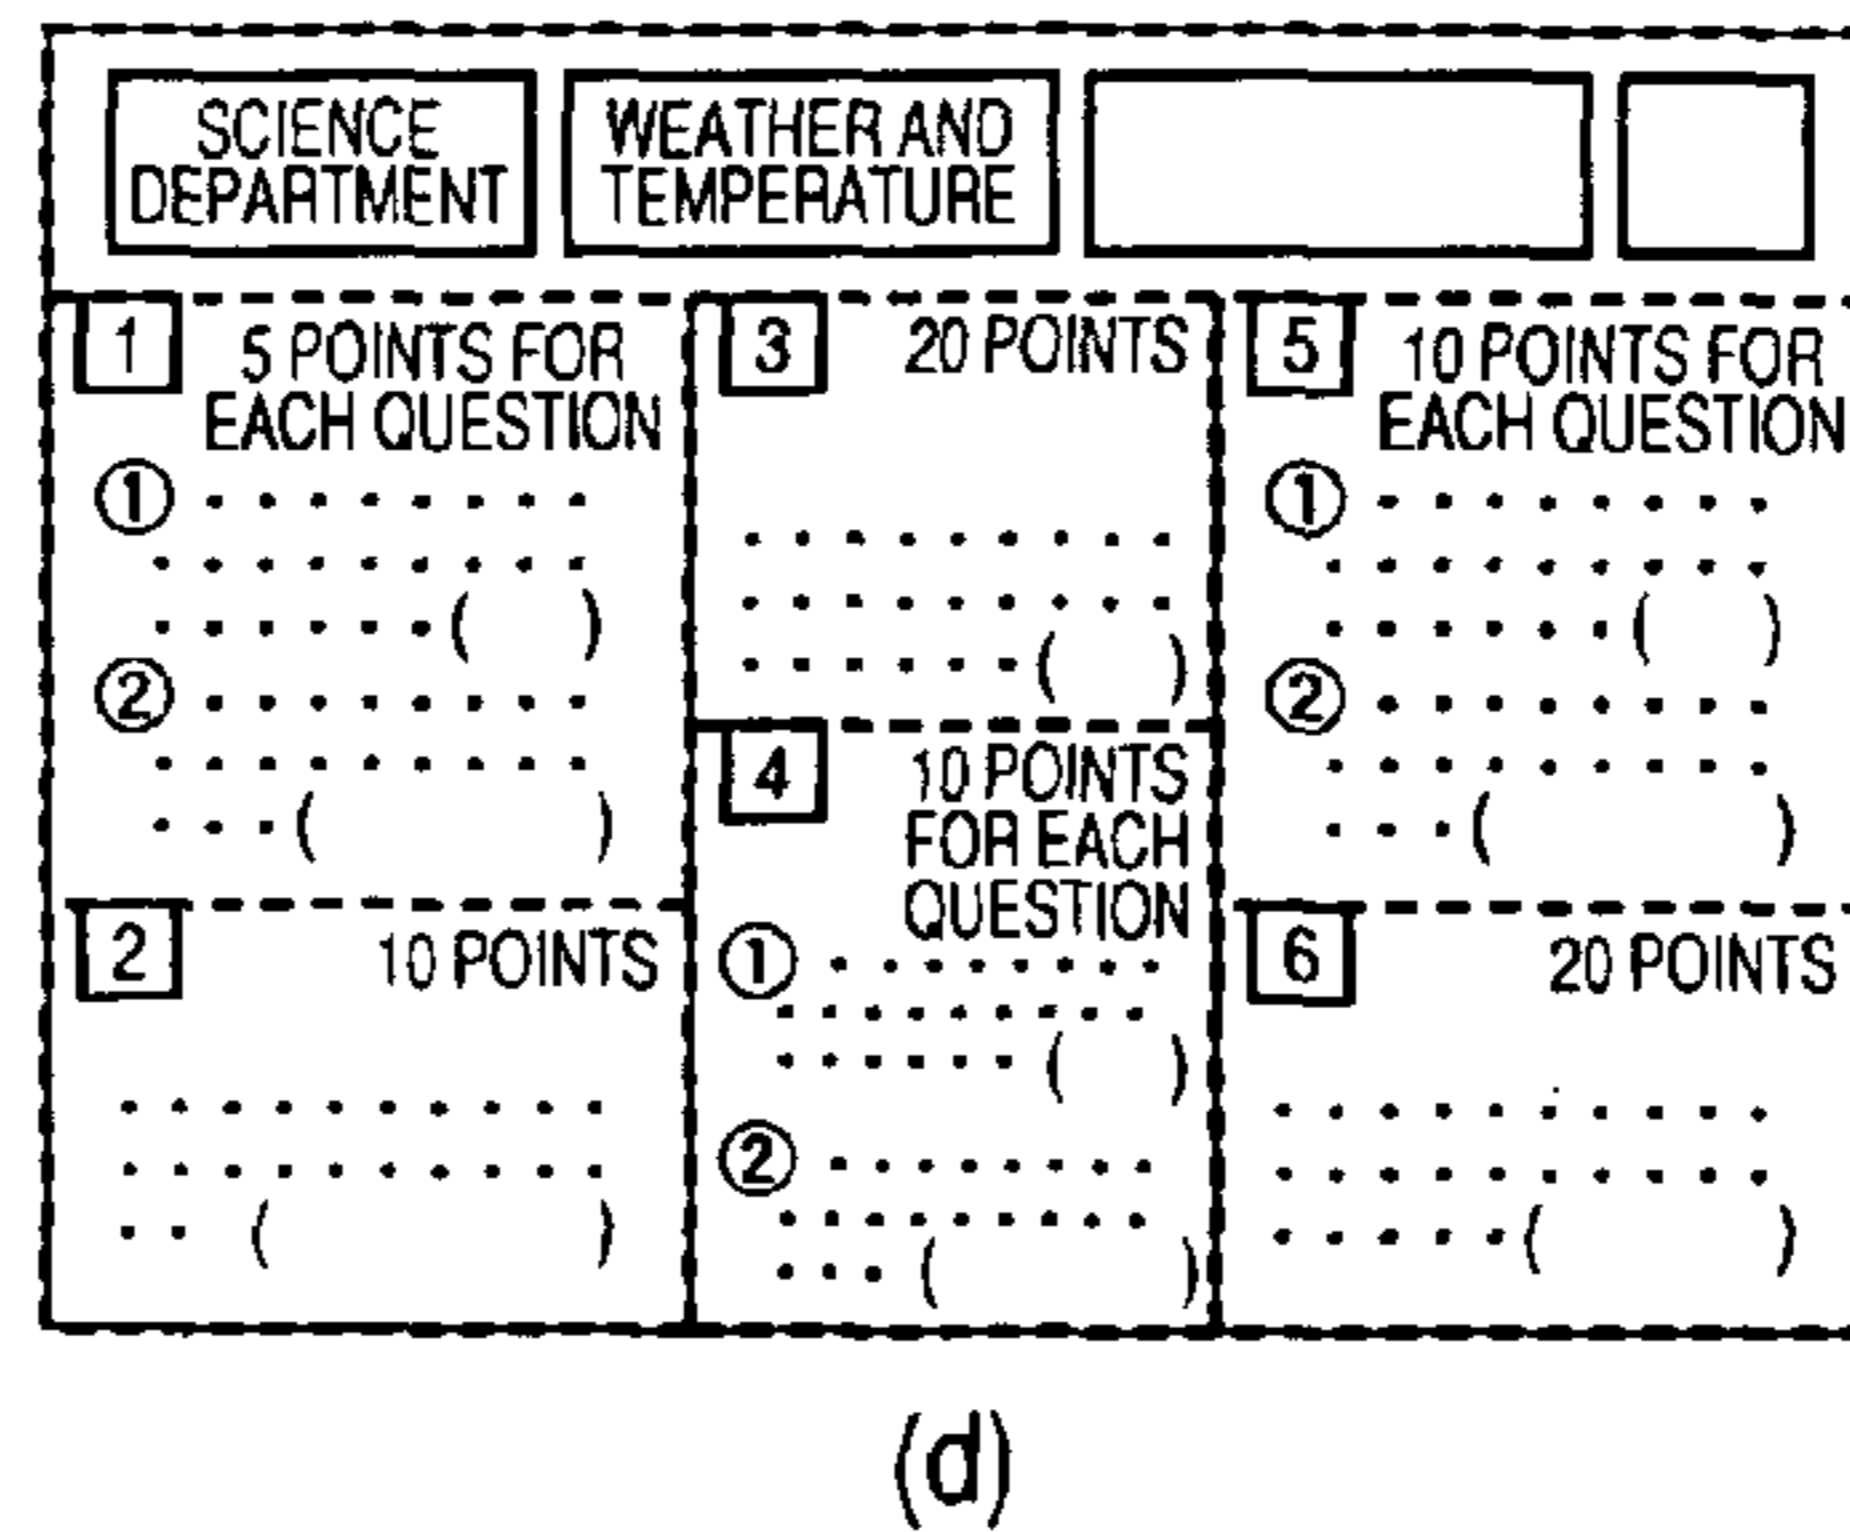 SCIENCE
DEPARTMENT
WEATHER AND
TEMPERATURE
1
5 POINTS FOR
EACH QUESTION
①
(   )
②
(   )
2
10 POINTS
(   )
3
20 POINTS
(   )
4
10 POINTS
FOR EACH
QUESTION
①
(   )
②
(   )
5
10 POINTS FOR
EACH QUESTION
①
(   )
②
(   )
6
20 POINTS
(   )
(d)